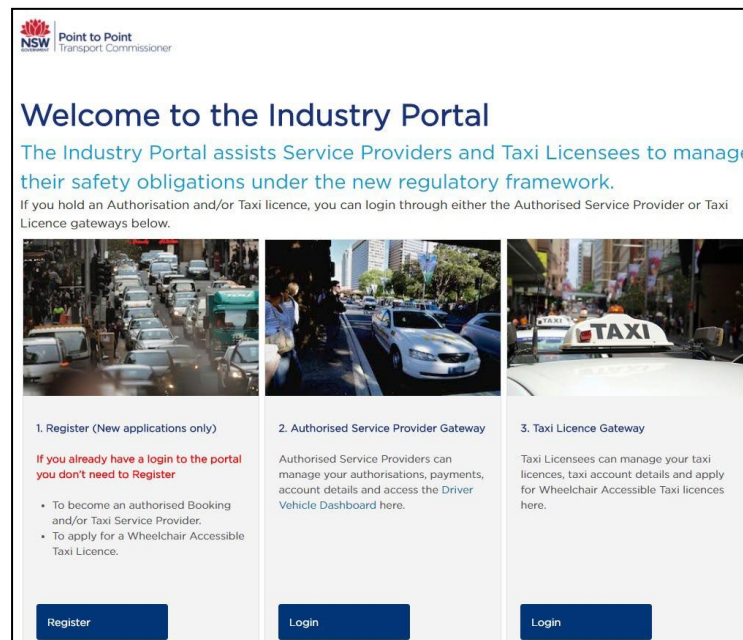 NSW
GOVERNMENT
Point to Point
Transport Commissioner
Welcome to the Industry Portal
The Industry Portal assists Service Providers and Taxi Licensees to manage
their safety obligations under the new regulatory framework.
If you hold an Authorisation and/or Taxi licence, you can login through either the Authorised Service Provider or Taxi
Licence gateways below.
TAXI
TAXI
1. Register (New applications only)
If you already have a login to the portal
you don't need to Register
• To become an authorised Booking
and/or Taxi Service Provider.
• To apply for a Wheelchair Accessible
Taxi Licence.
Register
2. Authorised Service Provider Gateway
Authorised Service Providers can
manage your authorisations, payments,
account details and access the Driver
Vehicle Dashboard here.
Login
3. Taxi Licence Gateway
Taxi Licensees can manage your taxi
licences, taxi account details and apply
for Wheelchair Accessible Taxi licences
here.
Login